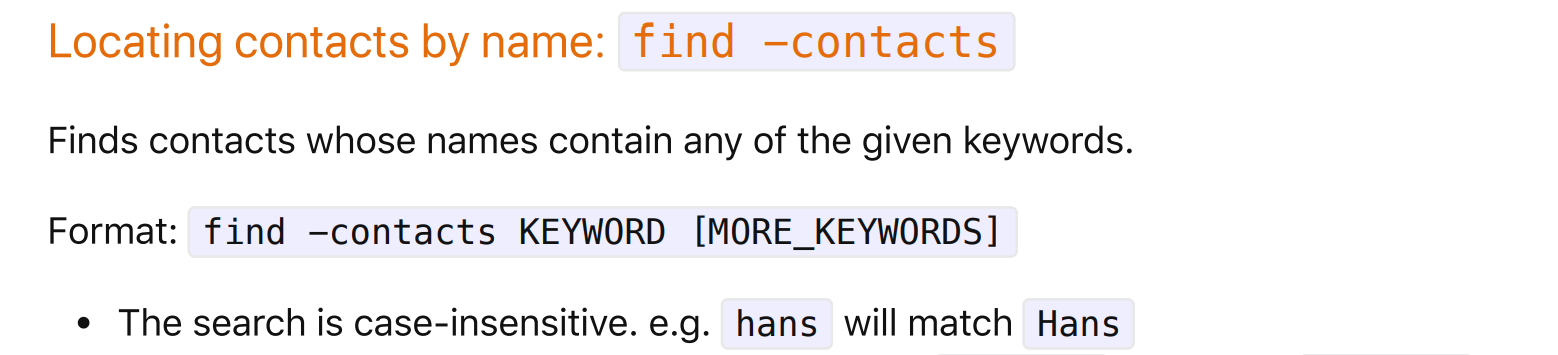 Locating contacts by name: find -contacts
Finds contacts whose names contain any of the given keywords.
Format: find -contacts KEYWORD [MORE_KEYWORDS]
• The search is case-insensitive. e.g. hans will match Hans